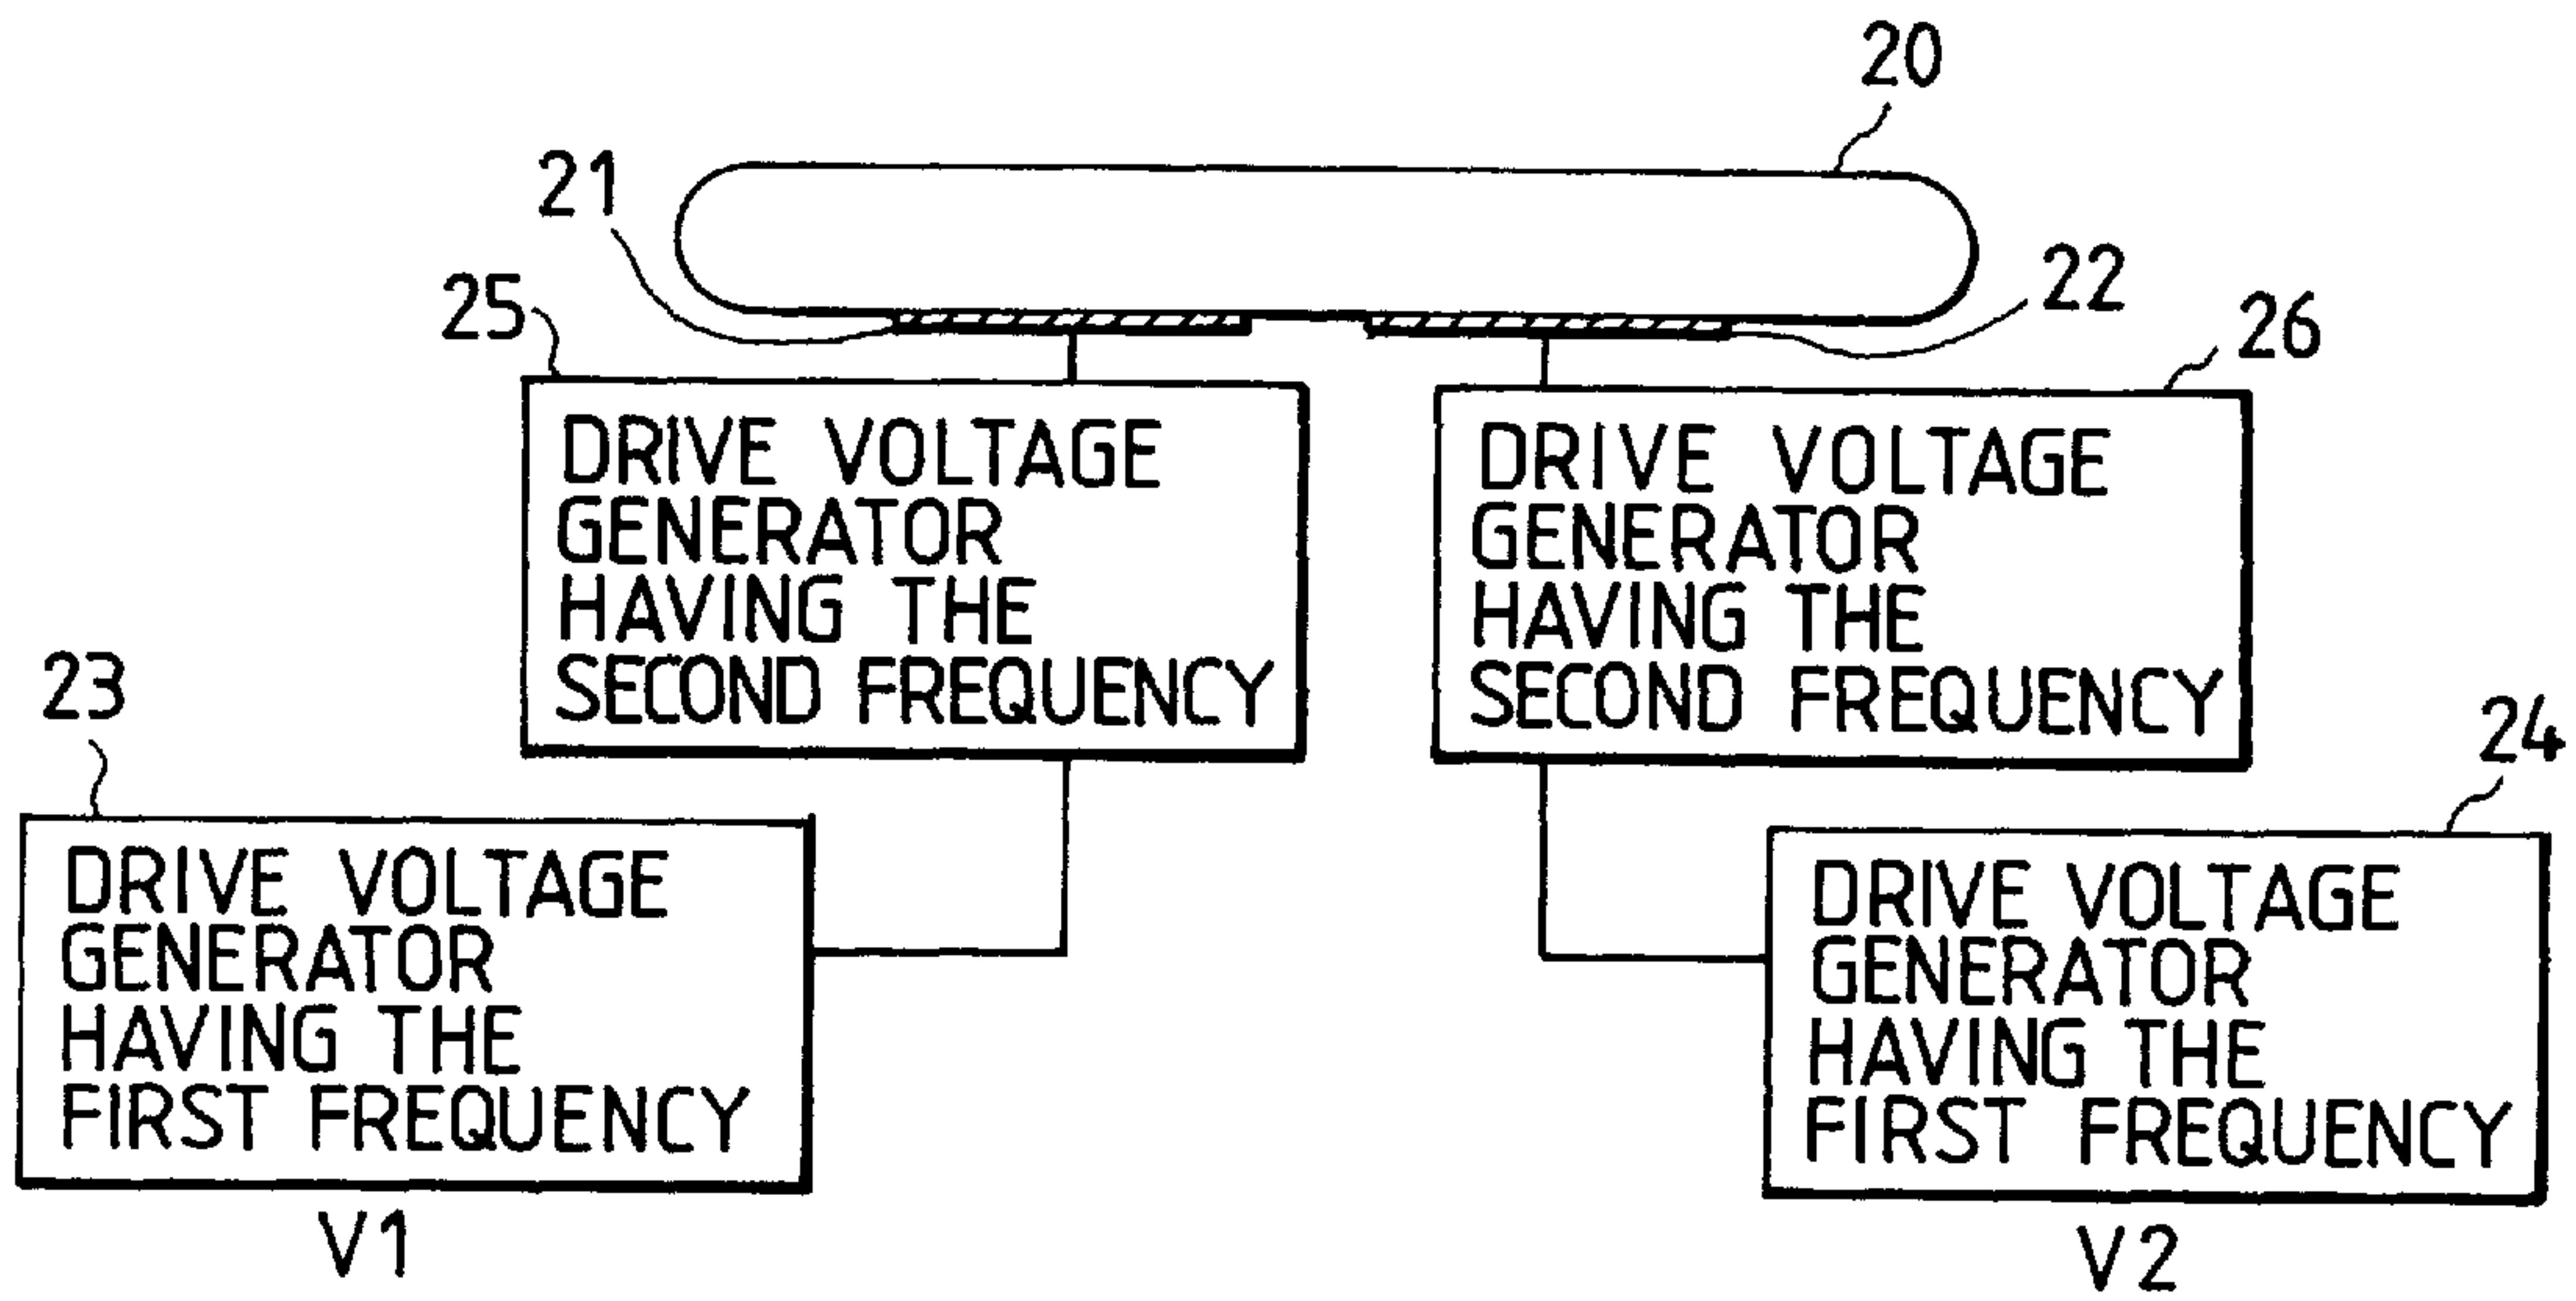 20
21
22
25
26
DRIVE VOLTAGE
GENERATOR
HAVING THE
SECOND FREQUENCY
DRIVE VOLTAGE
GENERATOR
HAVING THE
SECOND FREQUENCY
23
24
DRIVE VOLTAGE
GENERATOR
HAVING THE
FIRST FREQUENCY
V1
DRIVE VOLTAGE
GENERATOR
HAVING THE
FIRST FREQUENCY
V2